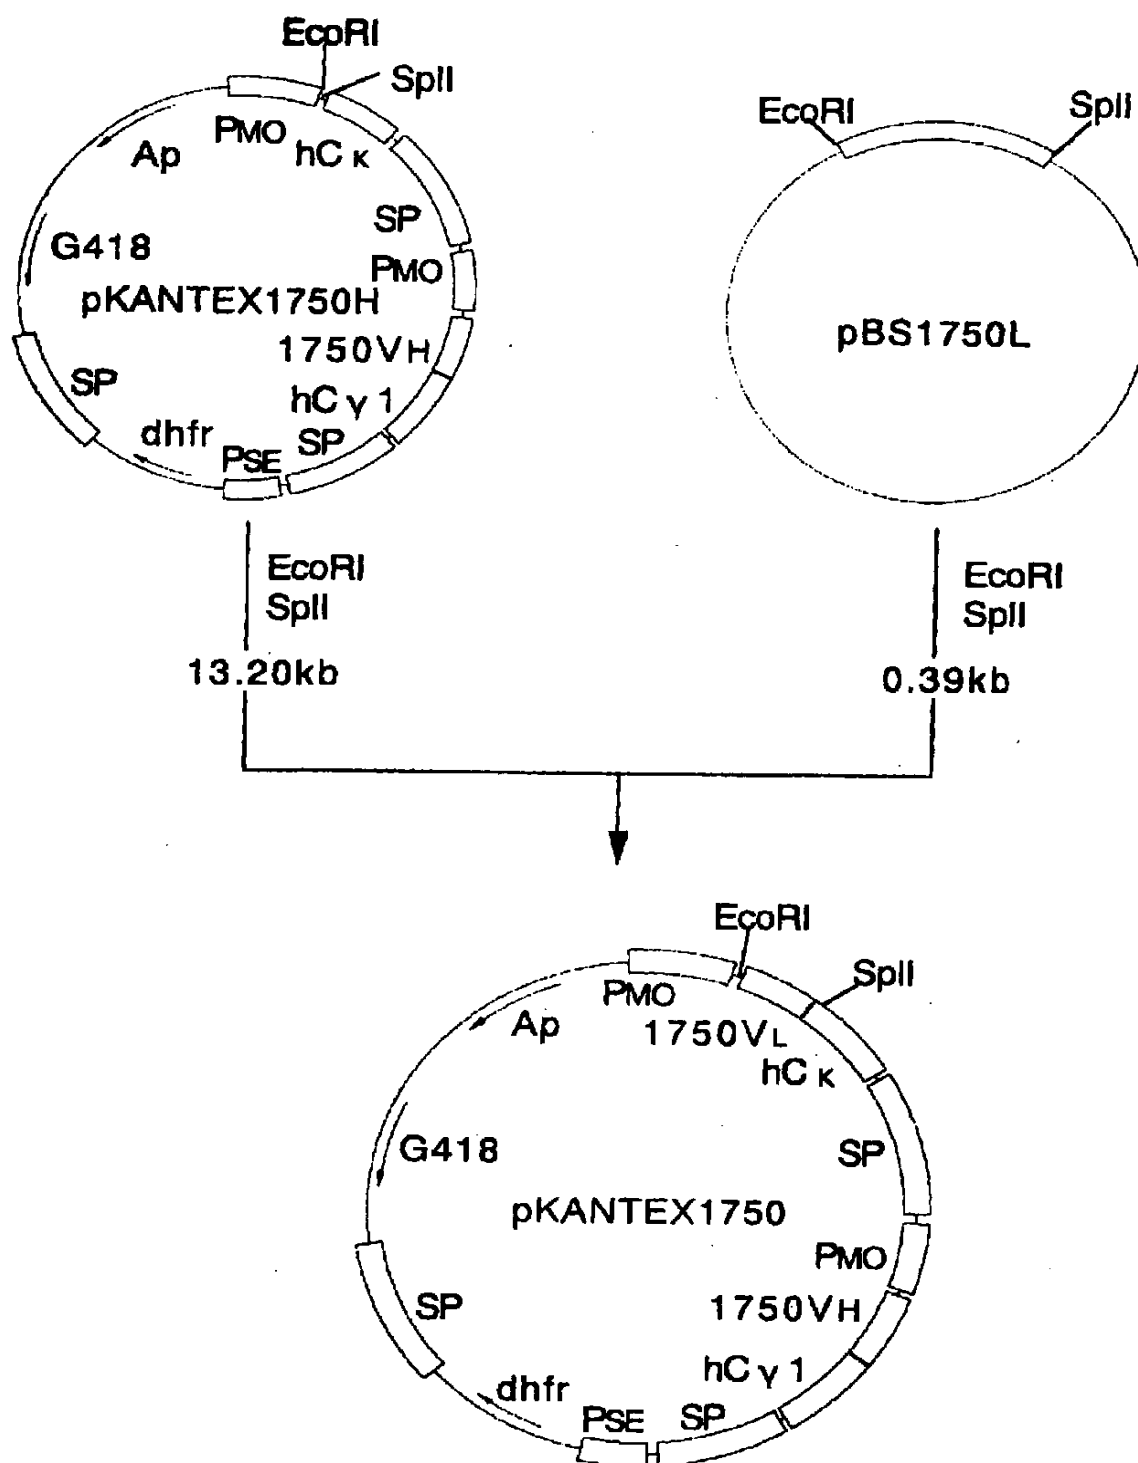 EcoRI
SplI
PMO
hCκ
Ap
SP
G418
PMO
pKANTEX1750H
1750VH
hCγ1
SP
SP
dhfr
PSE
EcoRI
SplI
pBS1750L
EcoRI
SplI
13.20kb
EcoRI
SplI
0.39kb
EcoRI
SplI
PMO
1750VL
Ap
hCκ
G418
SP
pKANTEX1750
PMO
1750VH
SP
hCγ1
dhfr
PSE
SP